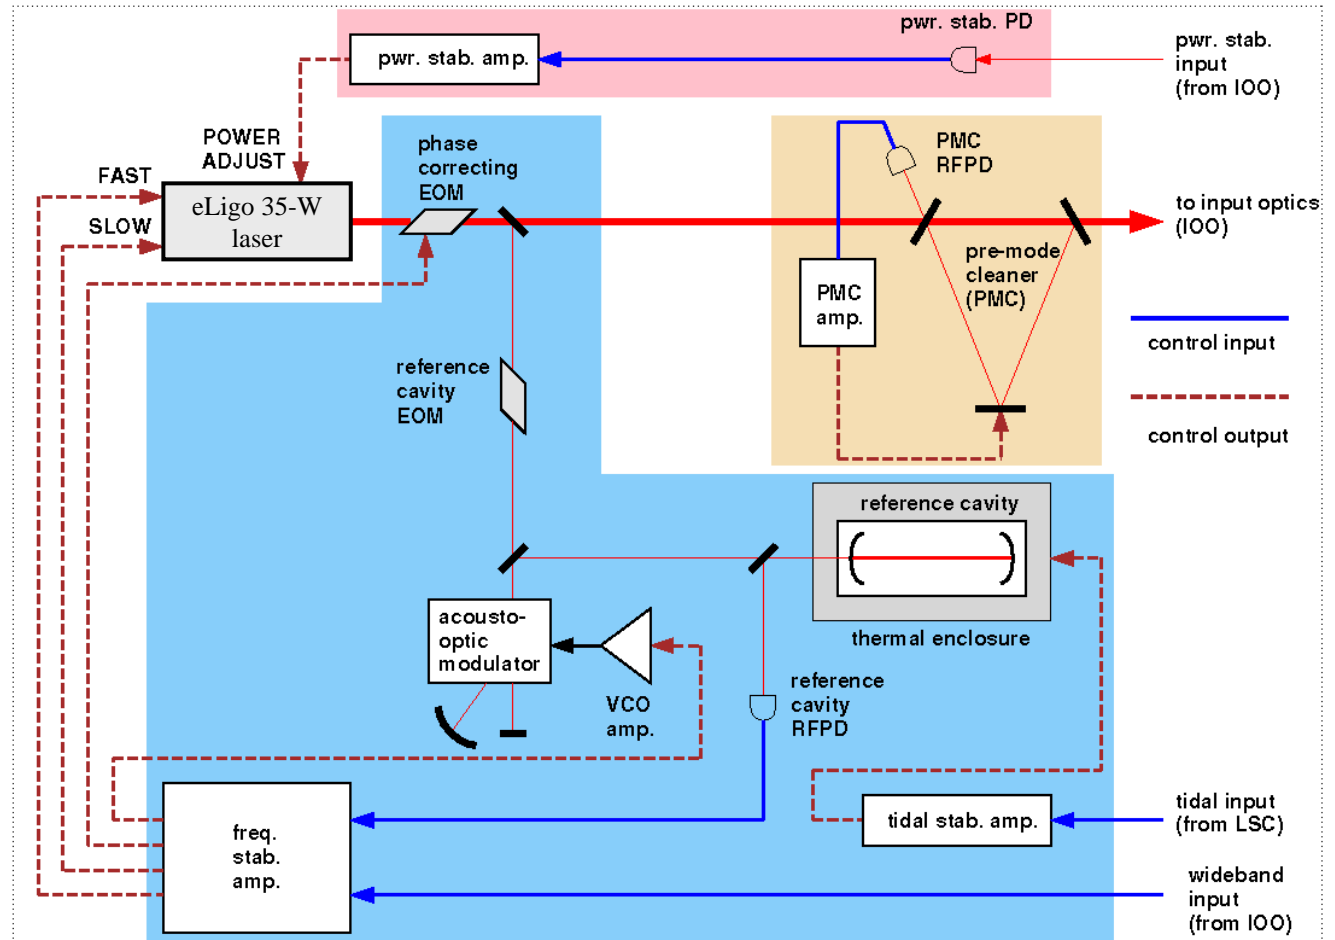 pwr. stab. PD
pwr. stab. amp.
pwr. stab.
input
(from IOO)
POWER
ADJUST
FAST
SLOW
eLigo 35-W
laser
phase
correcting
EOM
PMC
RFPD
to input optics
(IOO)
pre-mode
cleaner
(PMC)
PMC
amp.
control input
control output
reference
cavity
EOM
reference cavity
thermal enclosure
acousto-
optic
modulator
VCO
amp.
reference
cavity
RFPD
freq.
stab.
amp.
tidal stab. amp.
tidal input
(from LSC)
wideband
input
(from IOO)